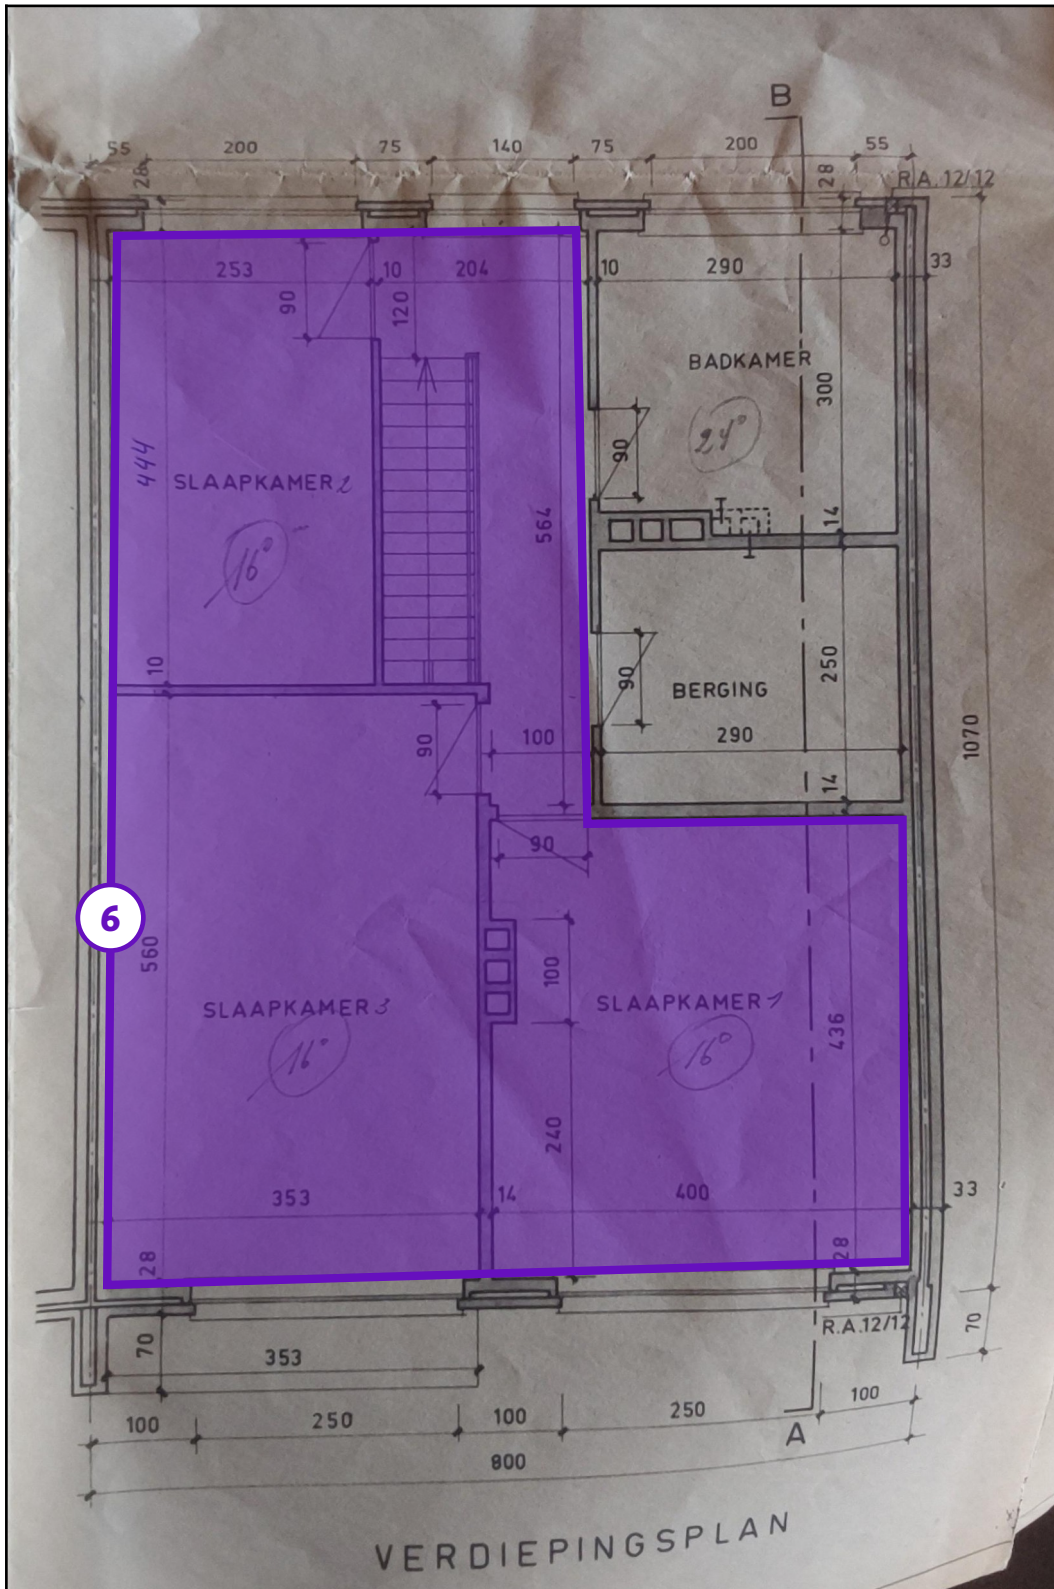 B
55 200 75 140 75 200 55
28 28 R.A.12/12
253 10 204 10 290 33
90 120
BADKAMER
300
24°
90
444
SLAAPKAMER 2
16°
564
14
10
90
250
BERGING
90 100 290
1070
14
90
6
560
100
SLAAPKAMER 3
16°
SLAAPKAMER 1
16°
436
240
353 14 400 33
28 28
R.A.12/12
70 353 70
100 250 100 250 100
A
800
VERDIEPINGSPLAN